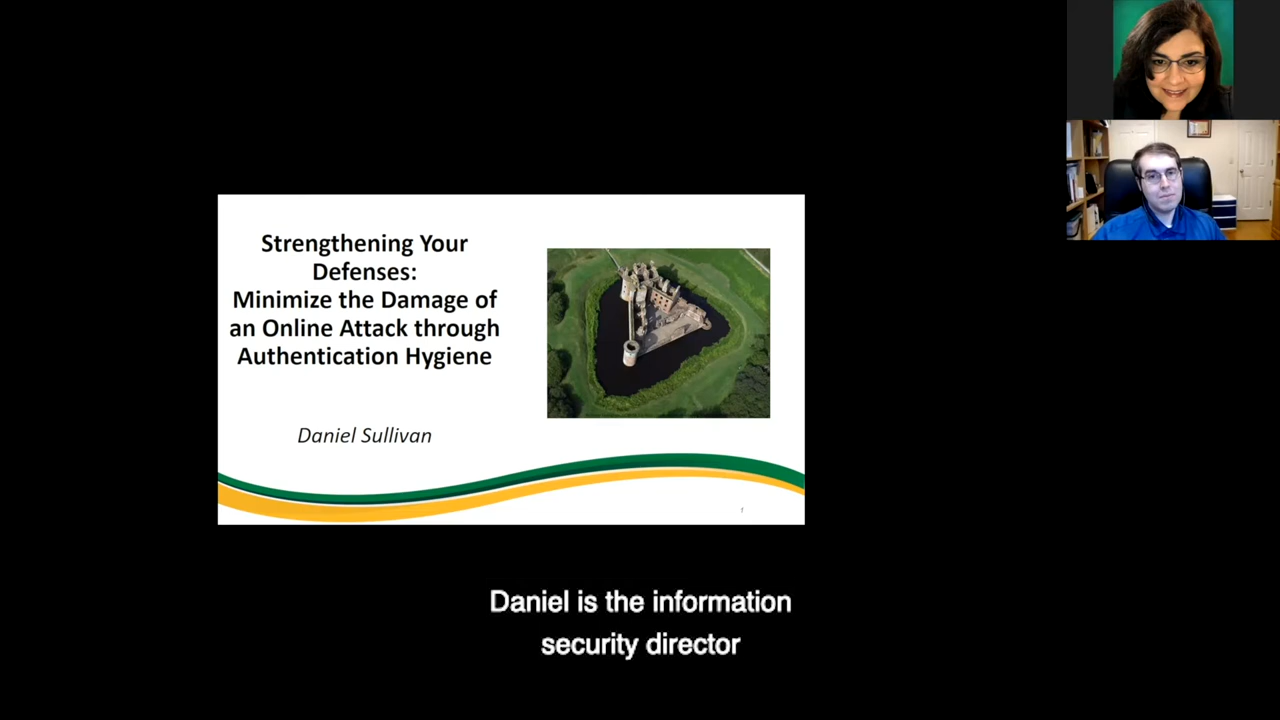 Strengthening Your
Defenses:
Minimize the Damage of
an Online Attack through
Authentication Hygiene
Daniel Sullivan
1
Daniel is the information
security director